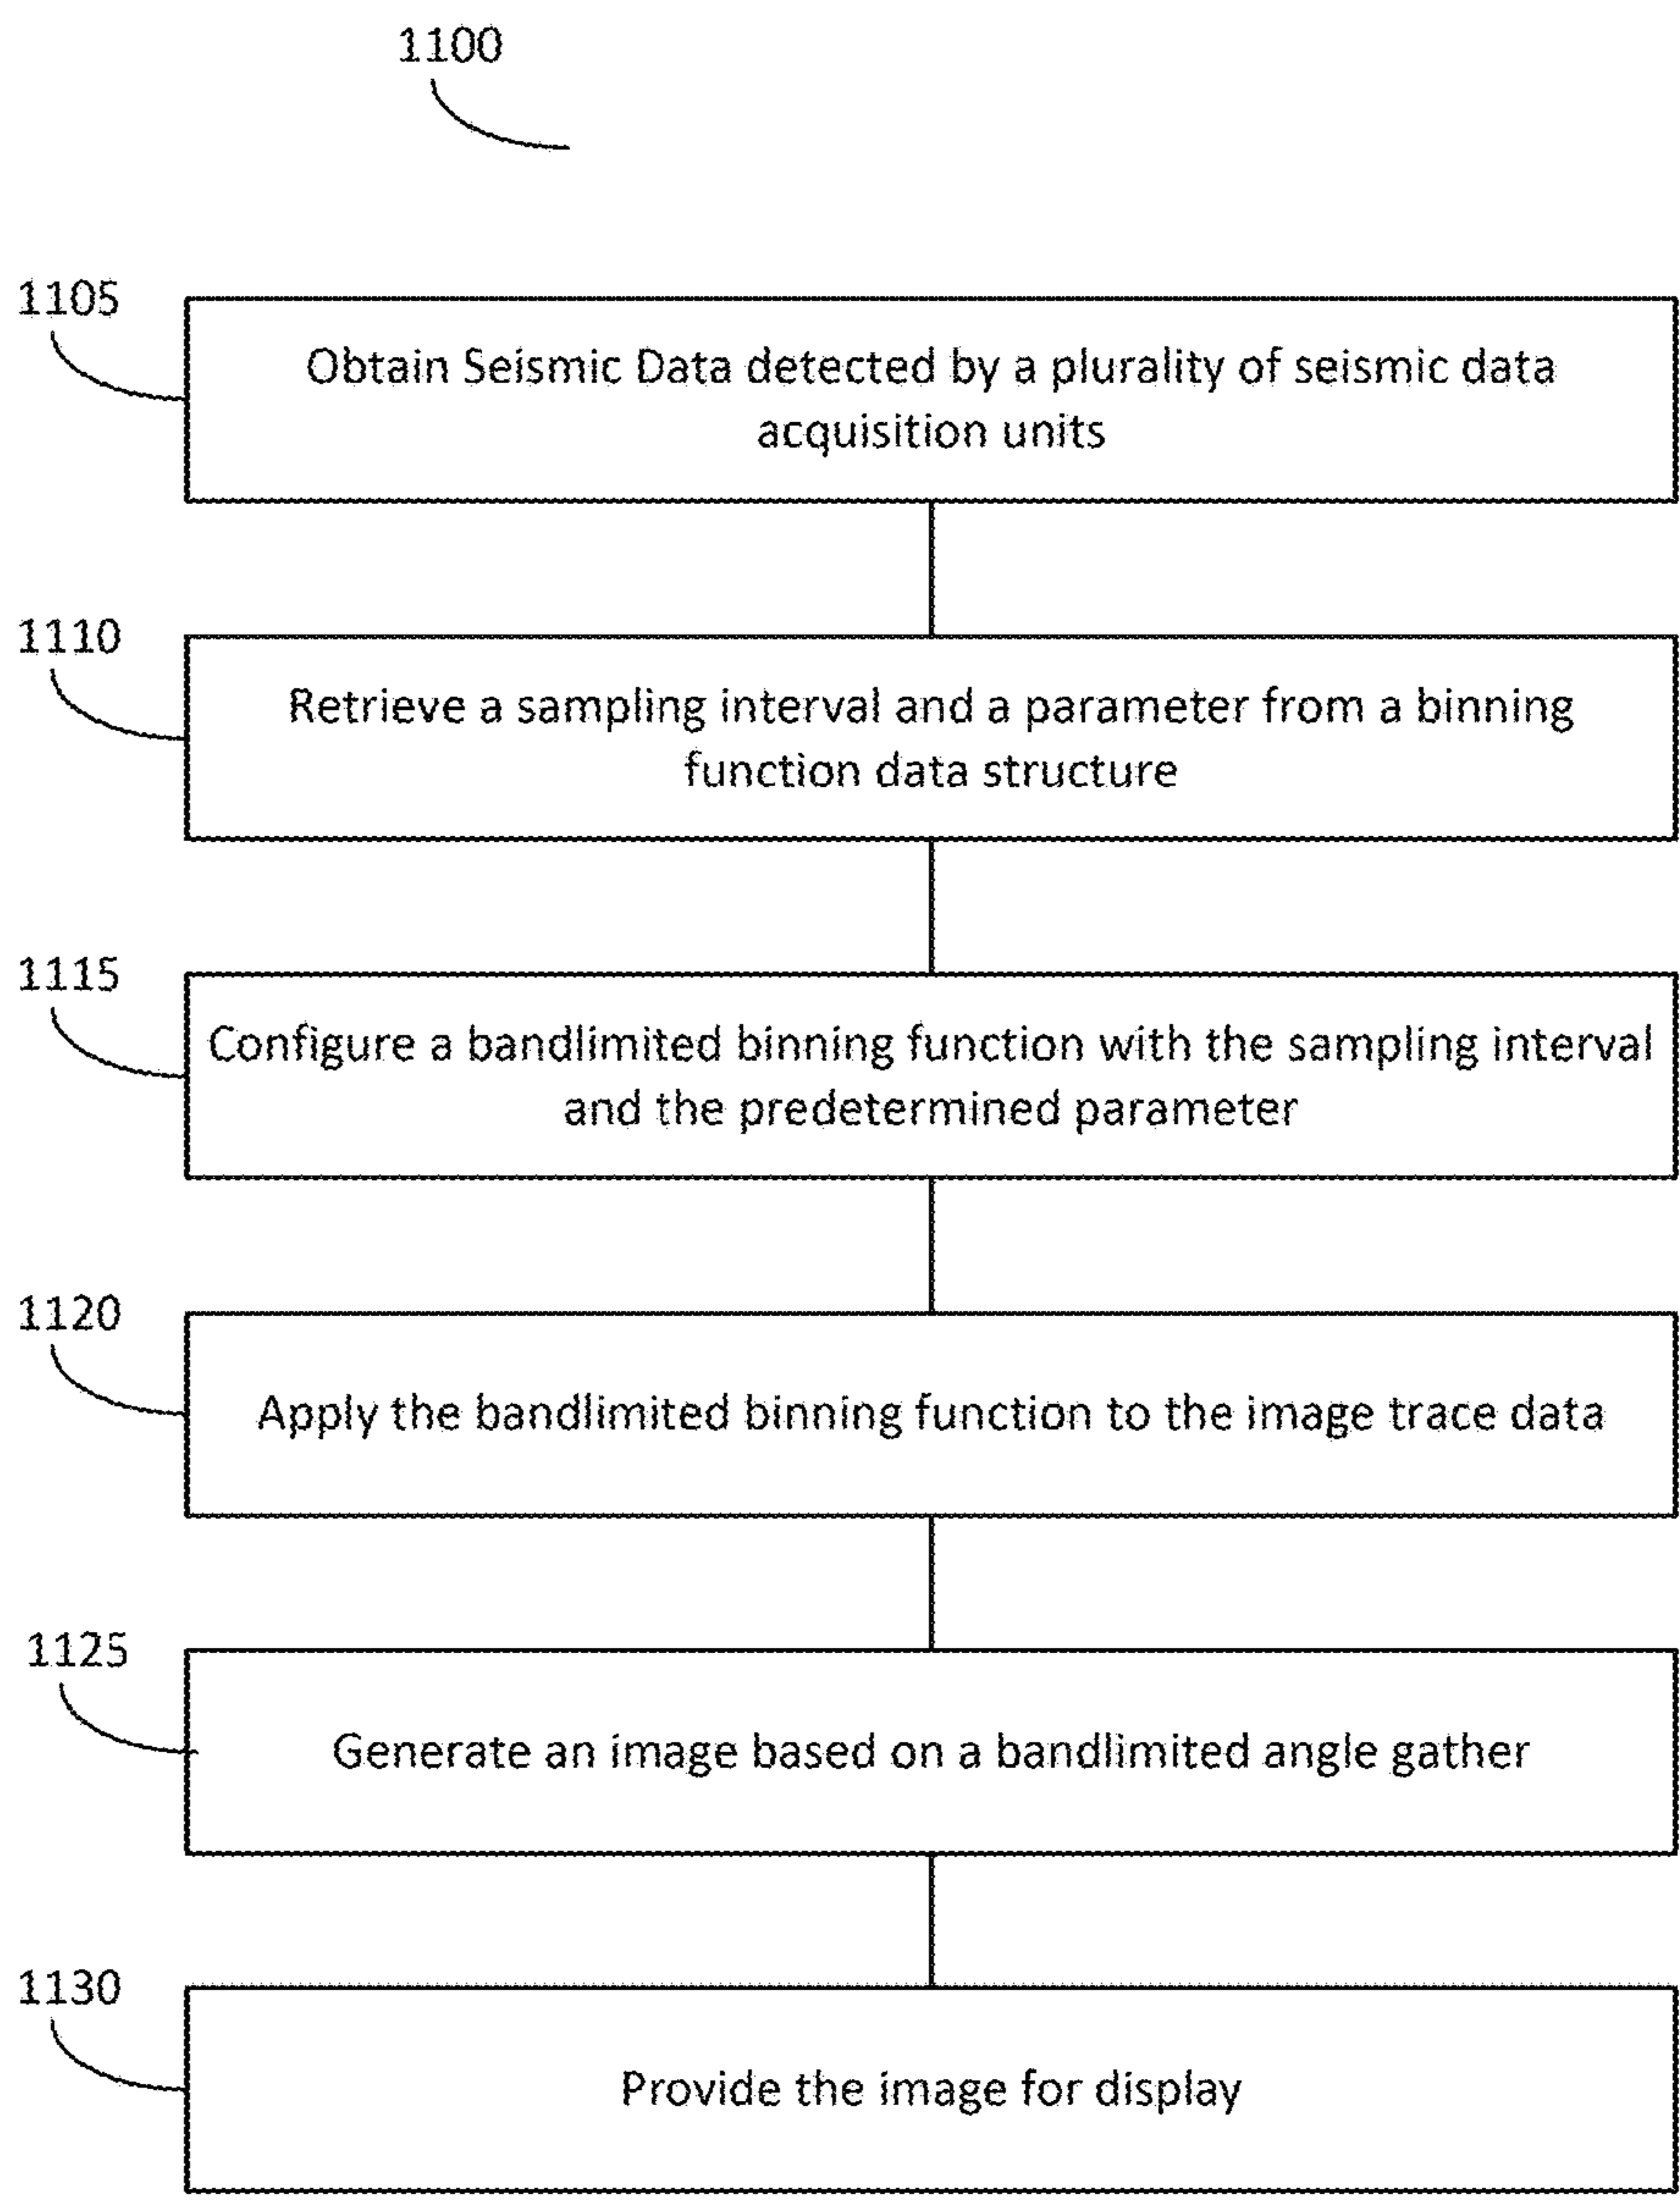 1100
1105
Obtain Seismic Data detected by a plurality of seismic data
acquisition units
1110
Retrieve a sampling interval and a parameter from a binning
function data structure
1115
Configure a bandlimited binning function with the sampling interval
and the predetermined parameter
1120
Apply the bandlimited binning function to the image trace data
1125
Generate an image based on a bandlimited angle gather
1130
Provide the image for display